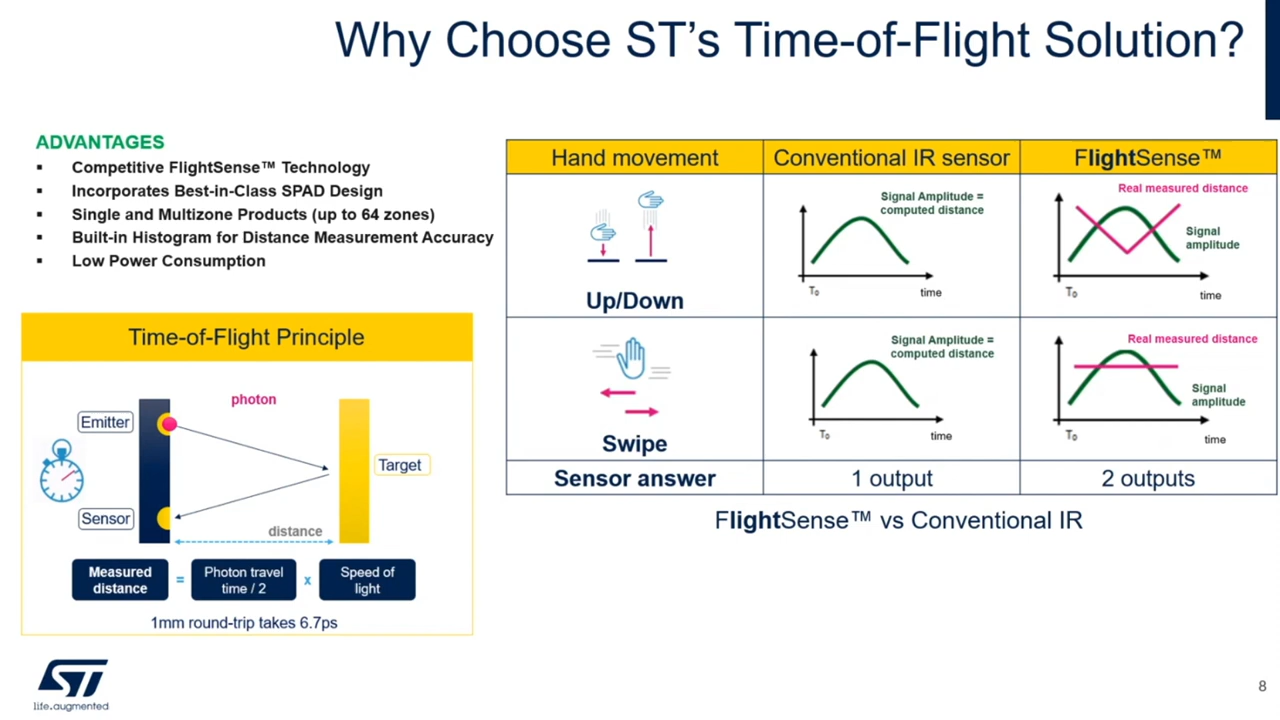 Why Choose ST’s Time-of-Flight Solution?
ADVANTAGES
▪ Competitive FlightSense™ Technology
▪ Incorporates Best-in-Class SPAD Design
▪ Single and Multizone Products (up to 64 zones)
▪ Built-in Histogram for Distance Measurement Accuracy
▪ Low Power Consumption
Time-of-Flight Principle
photon
Emitter
Target
Sensor
distance
Measured
distance
=
Photon travel
time / 2
x
Speed of
light
1mm round-trip takes 6.7ps
Hand movement
Conventional IR sensor
FlightSense™
Up/Down
Signal Amplitude =
computed distance
T₀
time
Real measured distance
Signal
amplitude
T₀
time
Swipe
Signal Amplitude =
computed distance
T₀
time
Real measured distance
Signal
amplitude
T₀
time
Sensor answer
1 output
2 outputs
FlightSense™ vs Conventional IR
ST
life.augmented
8